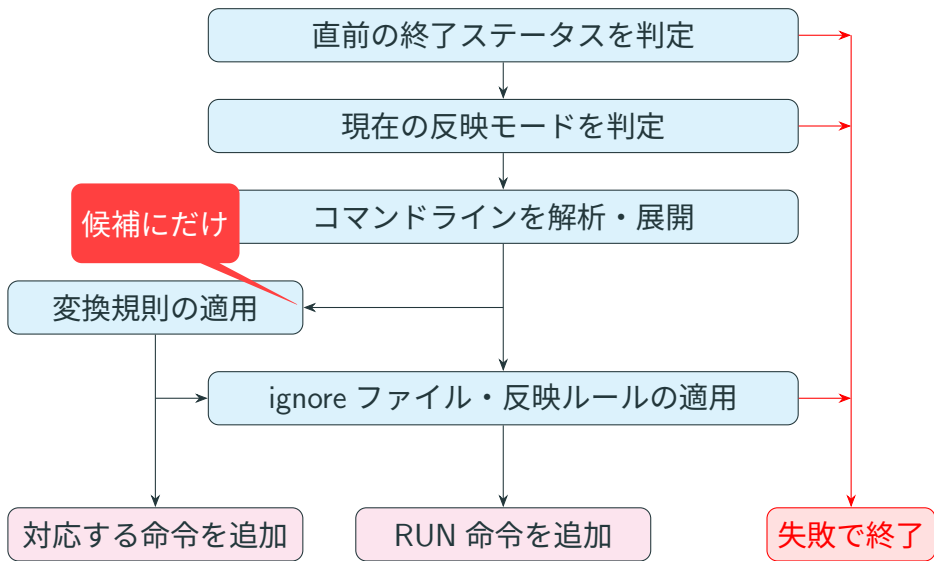 直前の終了ステータスを判定
現在の反映モードを判定
コマンドラインを解析・展開
候補にだけ
変換規則の適用
ignore ファイル・反映ルールの適用
対応する命令を追加
RUN 命令を追加
失敗で終了